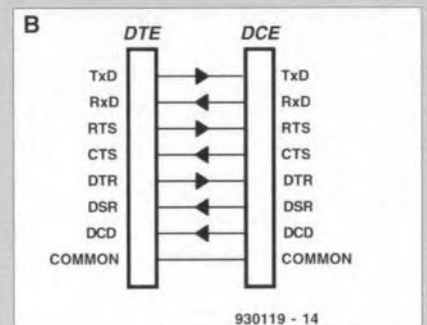 B
DTE DCE
TxD TxD
RxD RxD
RTS RTS
CTS CTS
DTR DTR
DSR DSR
DCD DCD
COMMON COMMON
930119 - 14